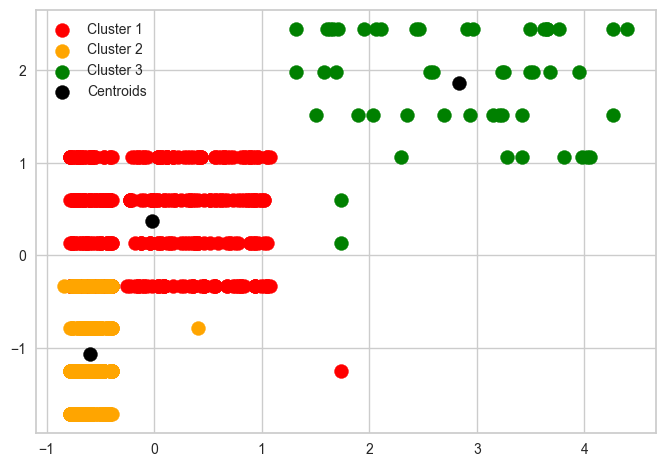 Cluster 1
Cluster 2
Cluster 3
Centroids
2
1
0
−1
−1
0
1
2
3
4